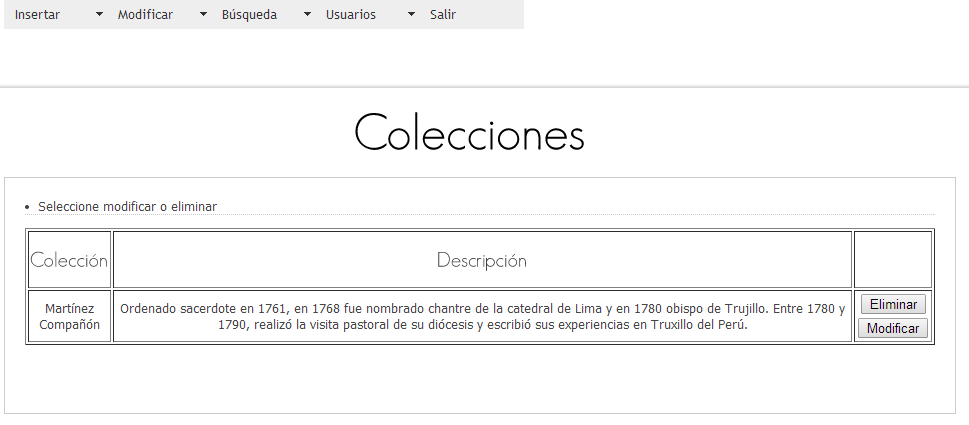 Insertar Modificar Búsqueda Usuarios Salir
Colecciones
Seleccione modificar o eliminar
Colección Descripción
Martínez Compañón
Ordenado sacerdote en 1761, en 1768 fue nombrado chantre de la catedral de Lima y en 1780 obispo de Trujillo. Entre 1780 y
1790, realizó la visita pastoral de su diócesis y escribió sus experiencias en Truxillo del Perú.
Eliminar
Modificar